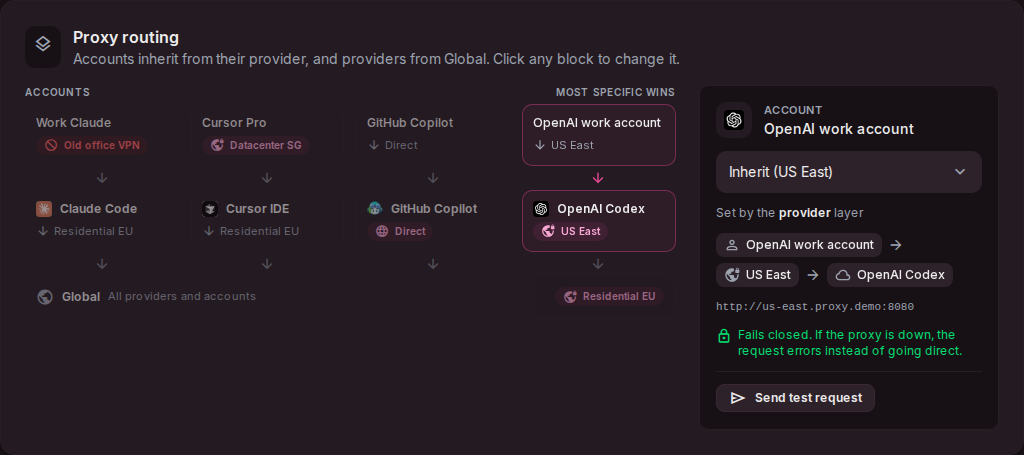 Proxy routing
Accounts inherit from their provider, and providers from Global. Click any block to change it.
ACCOUNTS
MOST SPECIFIC WINS
Work Claude
Old office VPN
Cursor Pro
Datacenter SG
GitHub Copilot
Direct
OpenAI work account
US East
Claude Code
Residential EU
Cursor IDE
Residential EU
GitHub Copilot
Direct
OpenAI Codex
US East
Global All providers and accounts
Residential EU
ACCOUNT
OpenAI work account
Inherit (US East)
Set by the provider layer
OpenAI work account
US East
OpenAI Codex
http://us-east.proxy.demo:8080
Fails closed. If the proxy is down, the
request errors instead of going direct.
Send test request